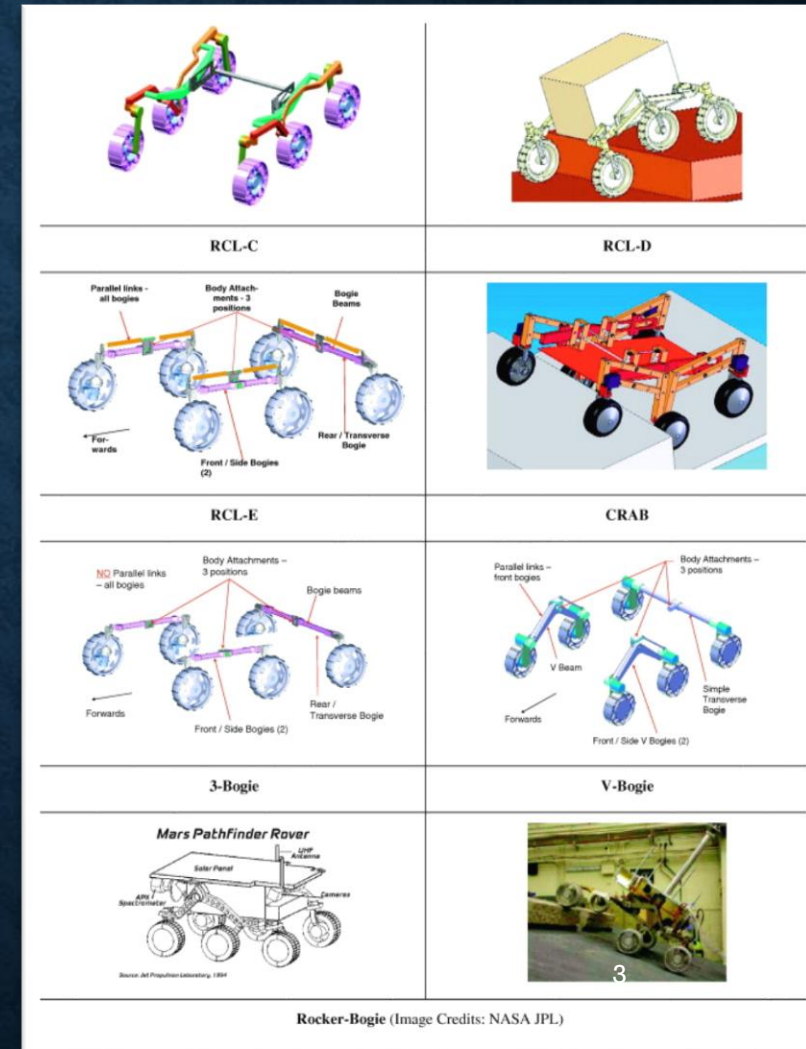 RCL-C
RCL-D
Parallel links -
all bogies
Body Attach-
ments - 3
positions
Bogie
Beams
For-
wards
Front / Side Bogies
(2)
Rear / Transverse
Bogie
RCL-E
CRAB
NO Parallel links
– all bogies
Body Attachments –
3 positions
Bogie beams
Forwards
Front / Side Bogies (2)
Rear /
Transverse Bogie
Parallel links –
front bogies
Body Attachments –
3 positions
V Beam
Simple
Transverse
Bogie
Forwards
Front / Side V Bogies (2)
3-Bogie
V-Bogie
Mars Pathfinder Rover
UHF
Antenna
Solar Panel
APX
Spectrometer
Cameras
Source: Jet Propulsion Laboratory, 1994
3
Rocker-Bogie (Image Credits: NASA JPL)